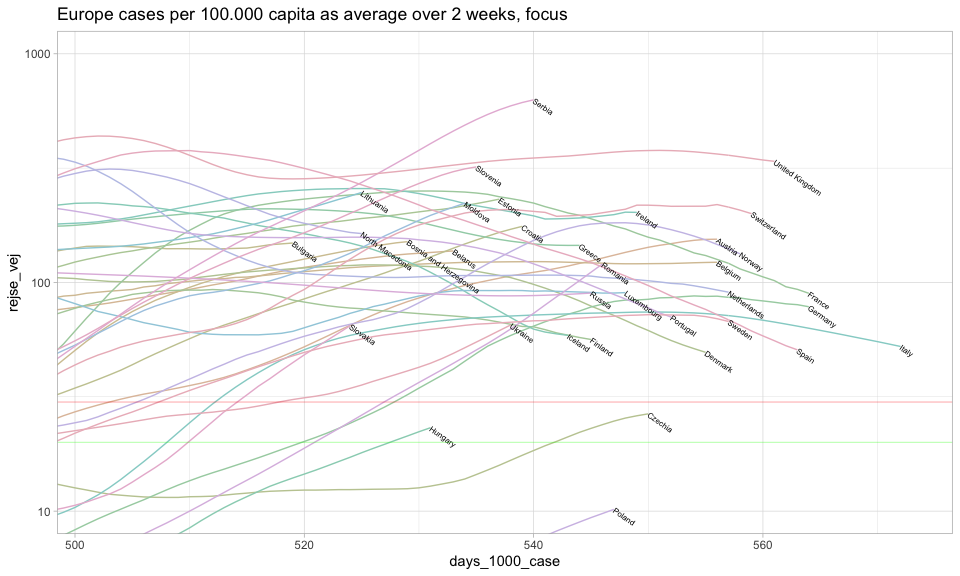 Europe cases per 100.000 capita as average over 2 weeks, focus
1000
Serbia
United Kingdom
Slovenia
Lithuania
Estonia
Moldova
Ireland
Switzerland
Croatia
North Macedonia
Bulgaria
Bosnia and Herzegovina
Belarus
Greece
Romania
Austria
Norway
Belgium
rejse_vej
100
Russia
Luxembourg
Netherlands
France
Germany
Portugal
Sweden
Slovakia
Ukraine
Iceland
Finland
Denmark
Spain
Italy
Hungary
Czechia
Poland
10
500
520
540
560
days_1000_case